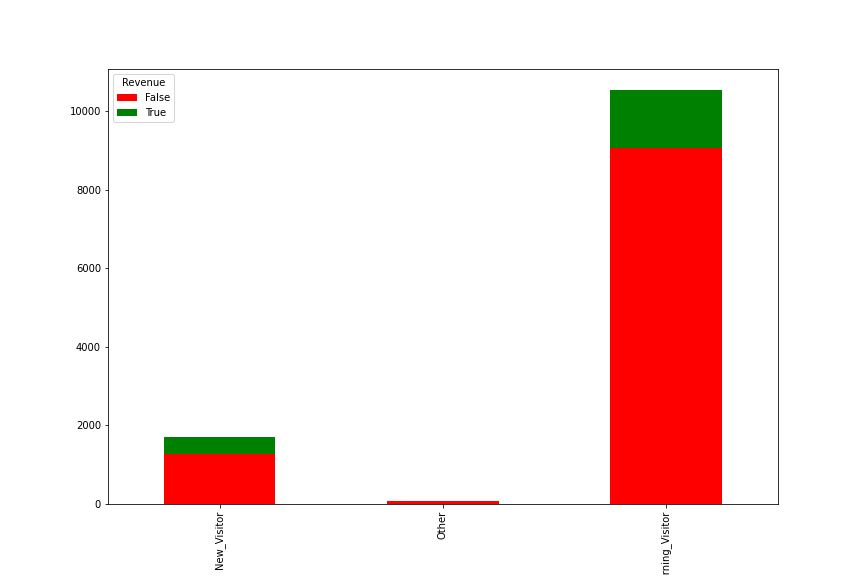 Revenue
False
True
10000
8000
6000
4000
2000
0
New_Visitor
Other
rning_Visitor